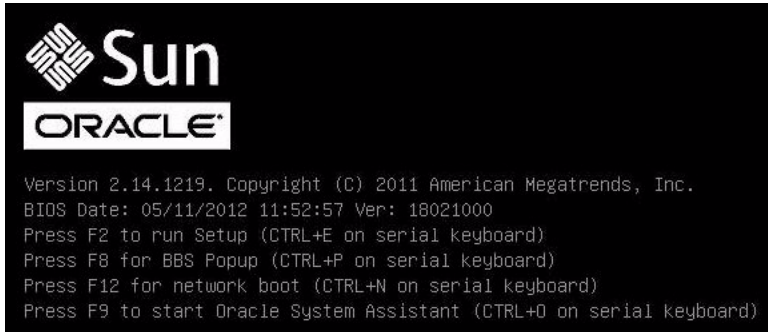 Sun
ORACLE
Version 2.14.1219. Copyright (C) 2011 American Megatrends, Inc.
BIOS Date: 05/11/2012 11:52:57 Ver: 18021000
Press F2 to run Setup (CTRL+E on serial keyboard)
Press F8 for BBS Popup (CTRL+P on serial keyboard)
Press F12 for network boot (CTRL+N on serial keyboard)
Press F9 to start Oracle System Assistant (CTRL+O on serial keyboard)